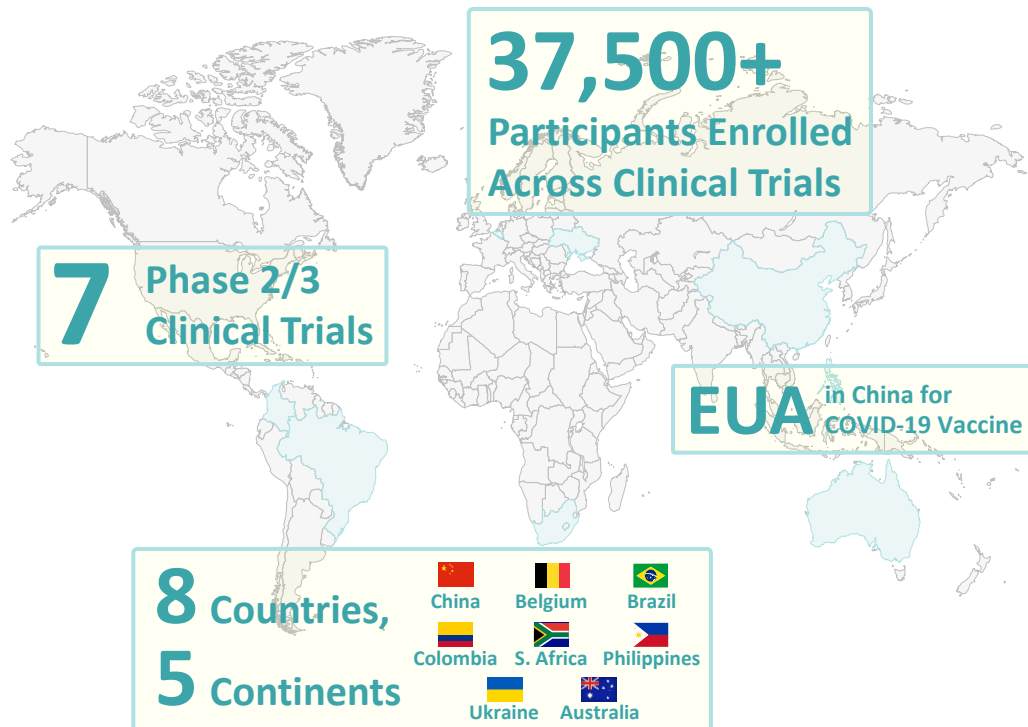 37,500+
Participants Enrolled
Across Clinical Trials
7 Phase 2/3
Clinical Trials
EUA in China for
COVID-19 Vaccine
8 Countries,
5 Continents
China Belgium Brazil
Colombia S. Africa Philippines
Ukraine Australia